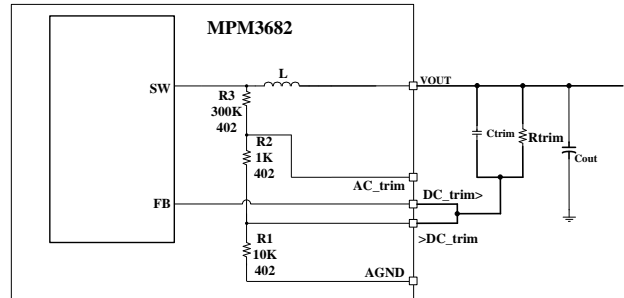 MPM3682
L
SW
VOUT
R3
300K
402
Ctrim
Rtrim
R2
1K
402
Cout
AC_trim
DC_trim>
FB
>DC_trim
R1
10K
402
AGND